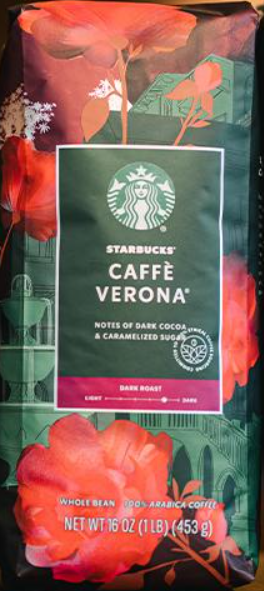 STARBUCKS®
CAFFÈ
VERONA®
NOTES OF DARK COCOA
& CARAMELIZED SUGAR
DARK ROAST
LIGHT DARK
WHOLE BEAN 100% ARABICA COFFEE
NET WT 16 OZ (1 LB) (453 g)